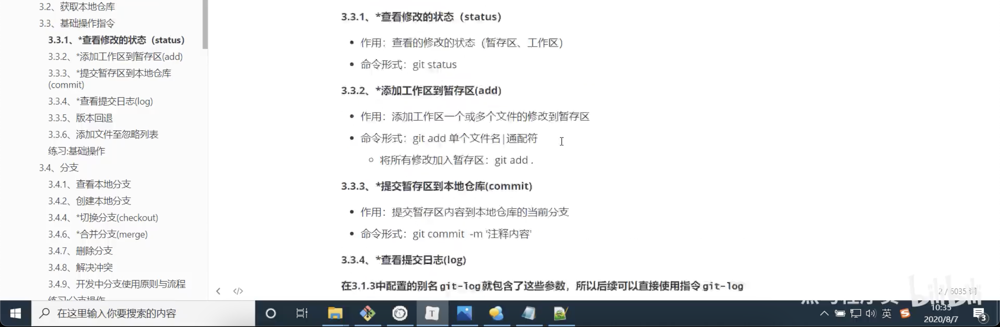 3.2、获取本地仓库
3.3、基础操作指令
3.3.1、*查看修改的状态（status）
3.3.2、*添加工作区到暂存区(add)
3.3.3、*提交暂存区到本地仓库
(commit)
3.3.4、*查看提交日志(log)
3.3.5、版本回退
3.3.6、添加文件至忽略列表
练习:基础操作
3.4、分支
3.4.1、查看本地分支
3.4.2、创建本地分支
3.4.4、*切换分支(checkout)
3.4.6、*合并分支(merge)
3.4.7、删除分支
3.4.8、解决冲突
3.4.9、开发中分支使用原则与流程
练习:分支操作
3.3.1、*查看修改的状态（status）
• 作用：查看的修改的状态（暂存区、工作区）
• 命令形式：git status
3.3.2、*添加工作区到暂存区(add)
• 作用：添加工作区一个或多个文件的修改到暂存区
• 命令形式：git add 单个文件名|通配符
○ 将所有修改加入暂存区：git add .
3.3.3、*提交暂存区到本地仓库(commit)
• 作用：提交暂存区内容到本地仓库的当前分支
• 命令形式：git commit -m '注释内容'
3.3.4、*查看提交日志(log)
在3.1.3中配置的别名git-log就包含了这些参数，所以后续可以直接使用指令git-log
2 / 6035 词
bilibili
在这里输入你要搜索的内容
T
英
S
10:35
2020/8/7
3